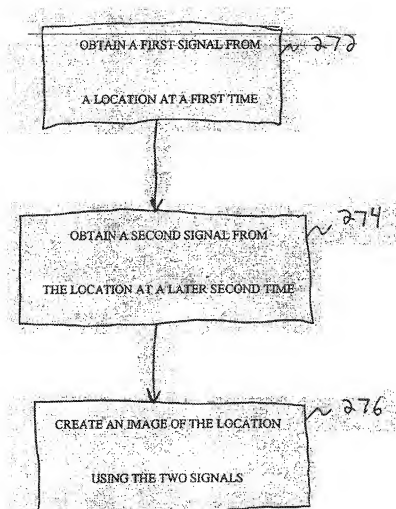 OBTAIN A FIRST SIGNAL FROM
272
A LOCATION AT A FIRST TIME
OBTAIN A SECOND SIGNAL FROM
274
THE LOCATION AT A LATER SECOND TIME
CREATE AN IMAGE OF THE LOCATION
276
USING THE TWO SIGNALS